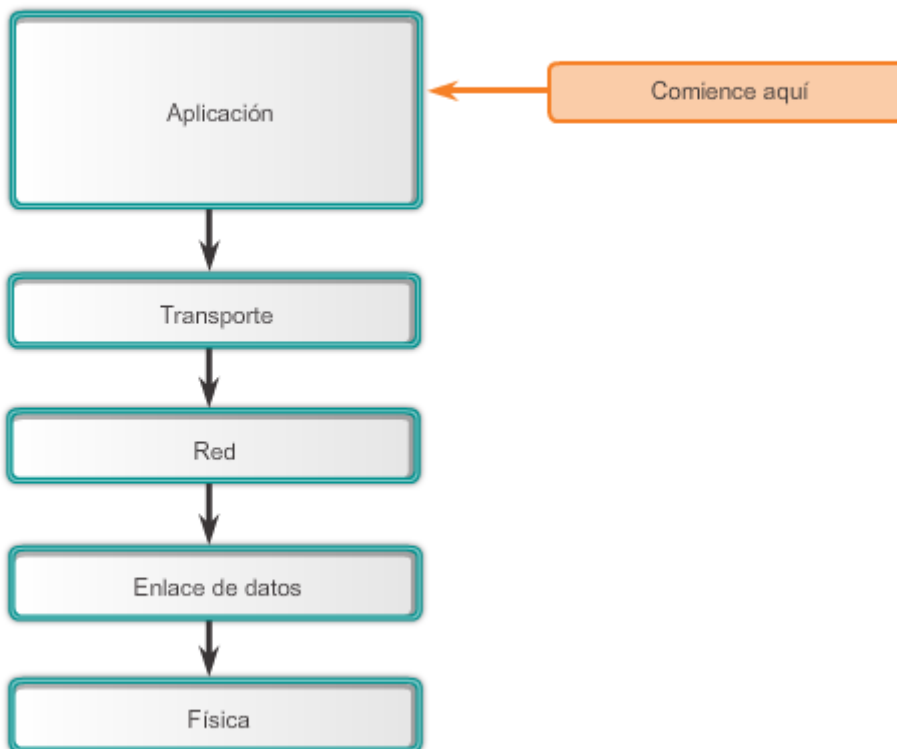 Comience aquí
Aplicación
Transporte
Red
Enlace de datos
Física